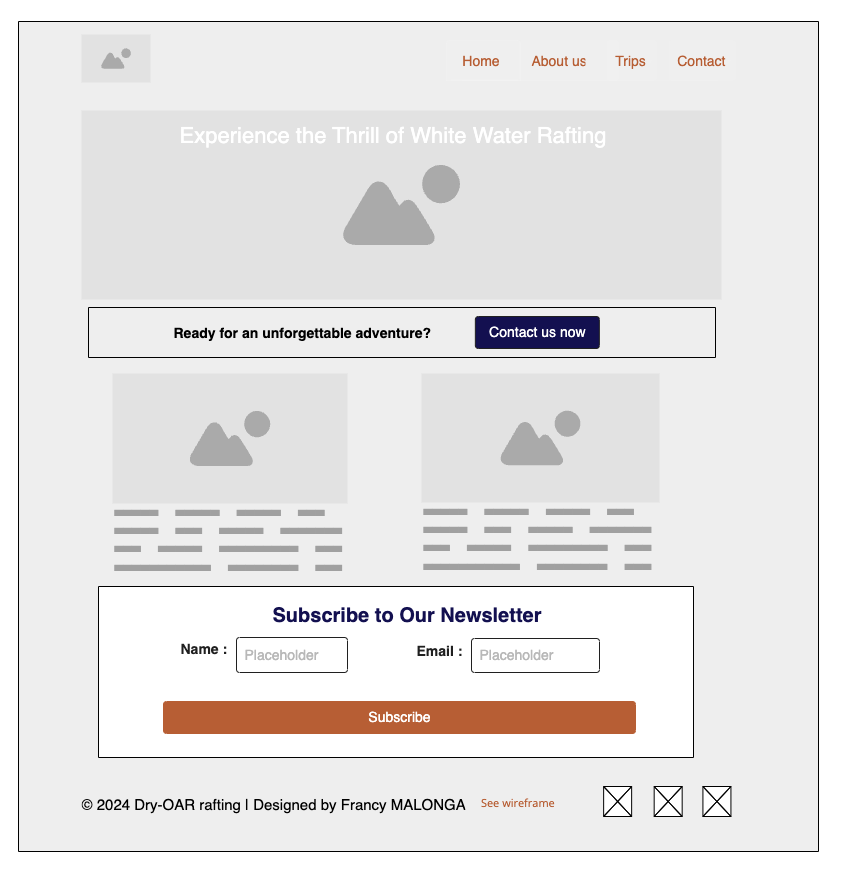 Home About us Trips Contact
Experience the Thrill of White Water Rafting
Ready for an unforgettable adventure? Contact us now
Subscribe to Our Newsletter
Name : Placeholder Email : Placeholder
Subscribe
© 2024 Dry-OAR rafting | Designed by Francy MALONGA See wireframe